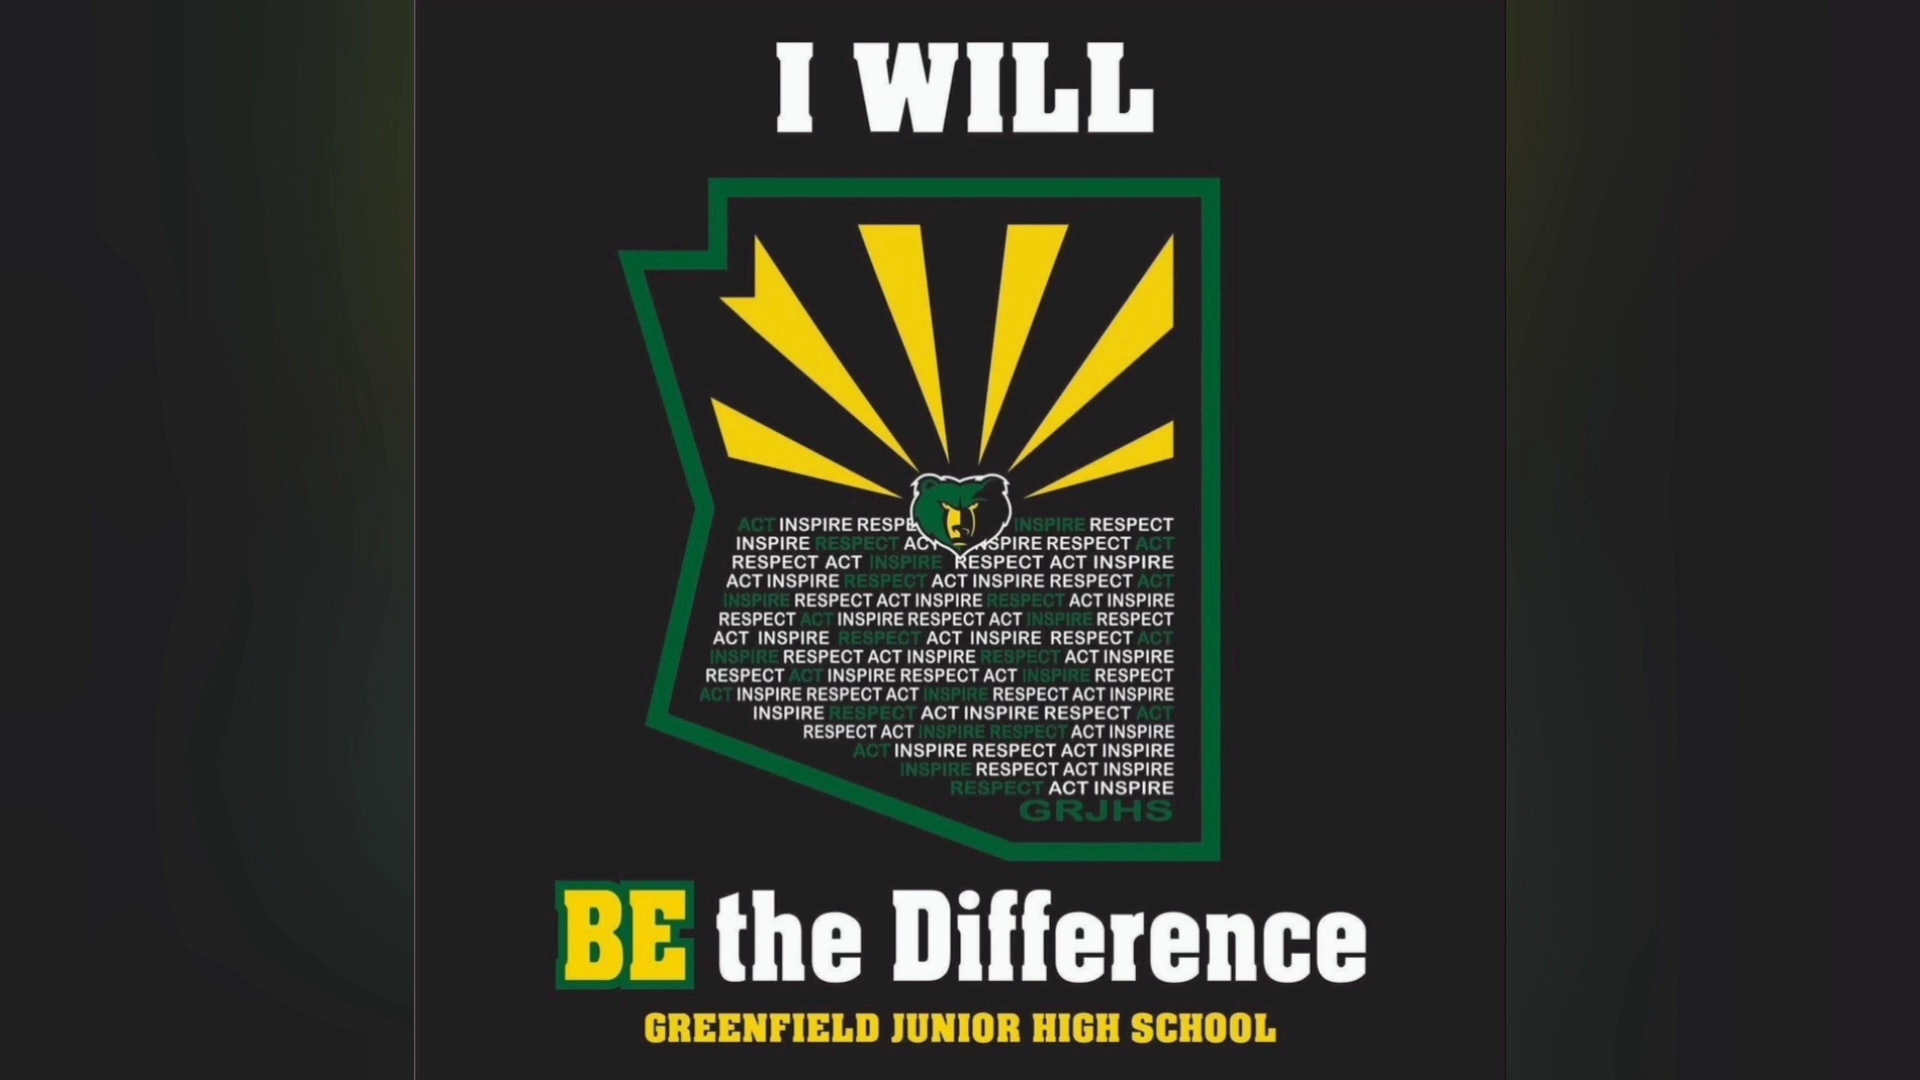 I WILL
ACT INSPIRE RESPE INSPIRE RESPECT
INSPIRE RESPECT ACT INSPIRE RESPECT ACT
RESPECT ACT INSPIRE RESPECT ACT INSPIRE
ACT INSPIRE RESPECT ACT INSPIRE RESPECT ACT
INSPIRE RESPECT ACT INSPIRE RESPECT ACT INSPIRE
RESPECT ACT INSPIRE RESPECT ACT INSPIRE RESPECT
ACT INSPIRE RESPECT ACT INSPIRE RESPECT ACT
INSPIRE RESPECT ACT INSPIRE RESPECT ACT INSPIRE
RESPECT ACT INSPIRE RESPECT ACT INSPIRE RESPECT
ACT INSPIRE RESPECT ACT INSPIRE RESPECT ACT INSPIRE
INSPIRE RESPECT ACT INSPIRE RESPECT ACT
RESPECT ACT INSPIRE RESPECT ACT INSPIRE
ACT INSPIRE RESPECT ACT INSPIRE
INSPIRE RESPECT ACT INSPIRE
RESPECT ACT INSPIRE
GRJHS
BE the Difference
GREENFIELD JUNIOR HIGH SCHOOL